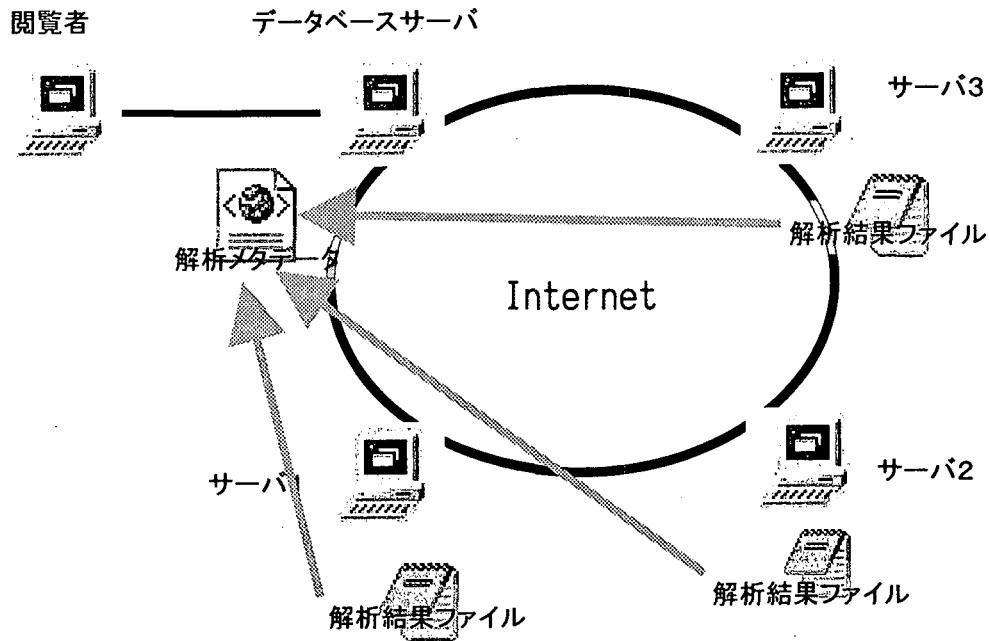 閲覧者
データベースサーバ
サーバ3
解析結果ファイル
解析メタデータ
Internet
サーバ1
サーバ2
解析結果ファイル
解析結果ファイル